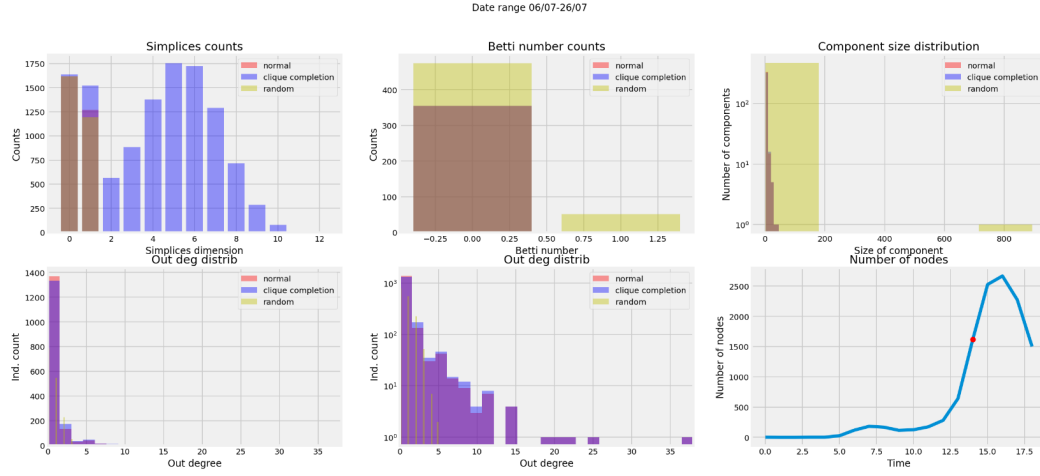 Date range 06/07-26/07
Simplices counts
normal
clique completion
random
Counts
1750
1500
1250
1000
750
500
250
0
0 2 4 6 8 10 12
Simplices dimension
Betti number counts
normal
clique completion
random
Counts
400
300
200
100
0
−0.25 0.00 0.25 0.50 0.75 1.00 1.25
Betti number
Component size distribution
normal
clique completion
random
Number of components
10²
10¹
10⁰
0 200 400 600 800
Size of component
Out deg distrib
normal
clique completion
random
Ind. count
1400
1200
1000
800
600
400
200
0
0 5 10 15 20 25 30 35
Out degree
Out deg distrib
normal
clique completion
random
Ind. count
10³
10²
10¹
10⁰
0 5 10 15 20 25 30 35
Out degree
Number of nodes
Number of nodes
2500
2000
1500
1000
500
0
0.0 2.5 5.0 7.5 10.0 12.5 15.0 17.5
Time